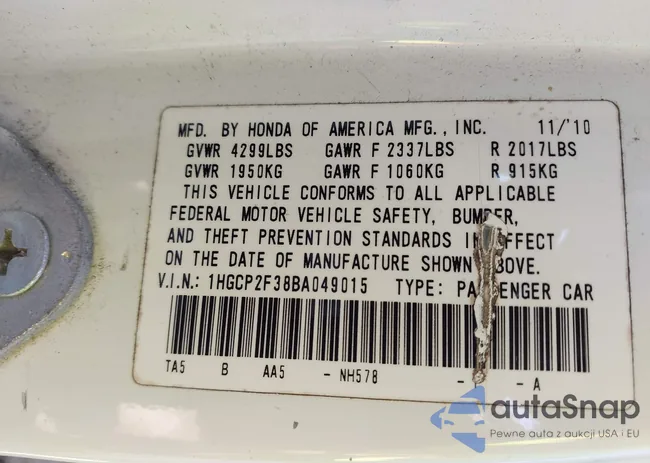 MFD. BY HONDA OF AMERICA MFG., INC. 11/'10
GVWR 4299LBS GAWR F 2337LBS R 2017LBS
GVWR 1950KG GAWR F 1060KG R 915KG
THIS VEHICLE CONFORMS TO ALL APPLICABLE
FEDERAL MOTOR VEHICLE SAFETY, BUMPER,
AND THEFT PREVENTION STANDARDS IN EFFECT
ON THE DATE OF MANUFACTURE SHOWN ABOVE.
V.I.N.: 1HGCP2F38BA049015 TYPE: PASSENGER CAR
TA5 B AA5 - NH578 - - A
autaSnap
Pewne auta z aukcji USA i EU